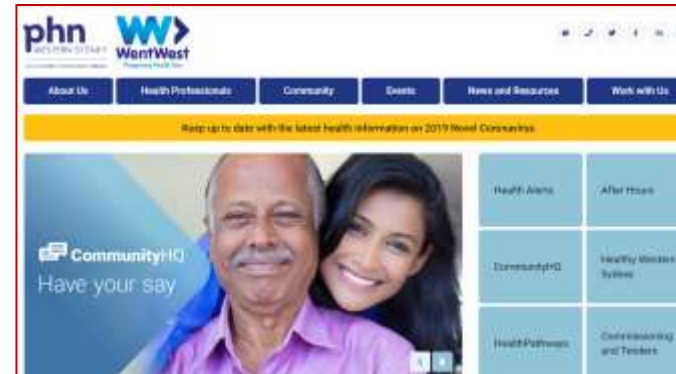 phn
WESTERN SYDNEY
WentWest
About Us
Health Professionals
Community
Events
News and Resources
Work with Us
Keep up to date with the latest health information on 2019 Novel Coronavirus
Health Alerts
After Hours
CommunityHQ
Have your say
CommunityHQ
Healthy Western
Sydney
HealthPathways
Commissioning
and Tenders